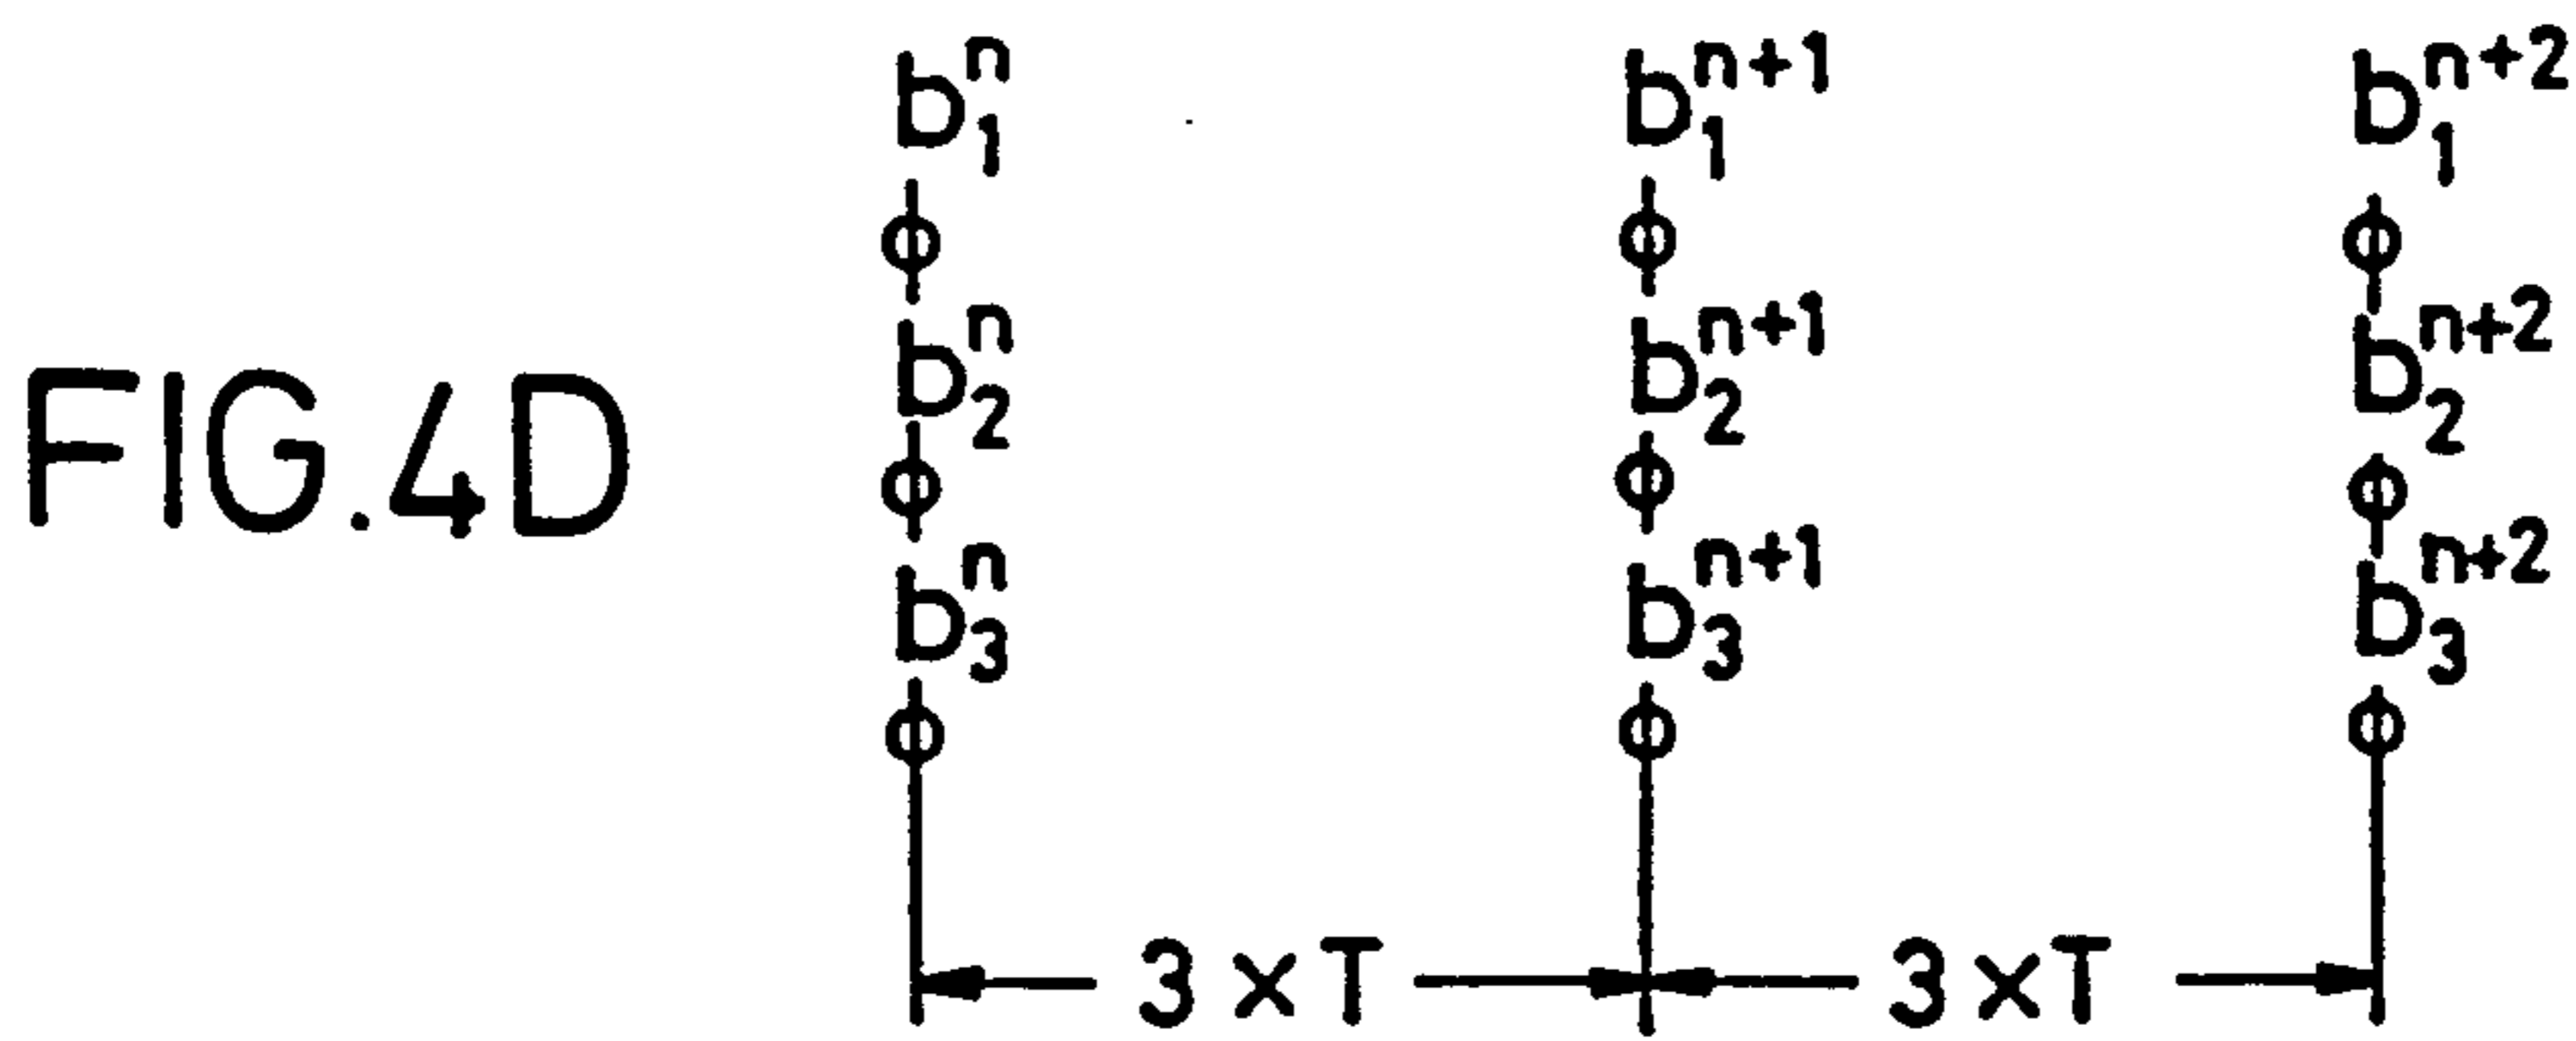 b₁ⁿ b₁ⁿ⁺¹ b₁ⁿ⁺²
b₂ⁿ b₂ⁿ⁺¹ b₂ⁿ⁺²
FIG.4D
b₃ⁿ b₃ⁿ⁺¹ b₃ⁿ⁺²
3 × T 3 × T